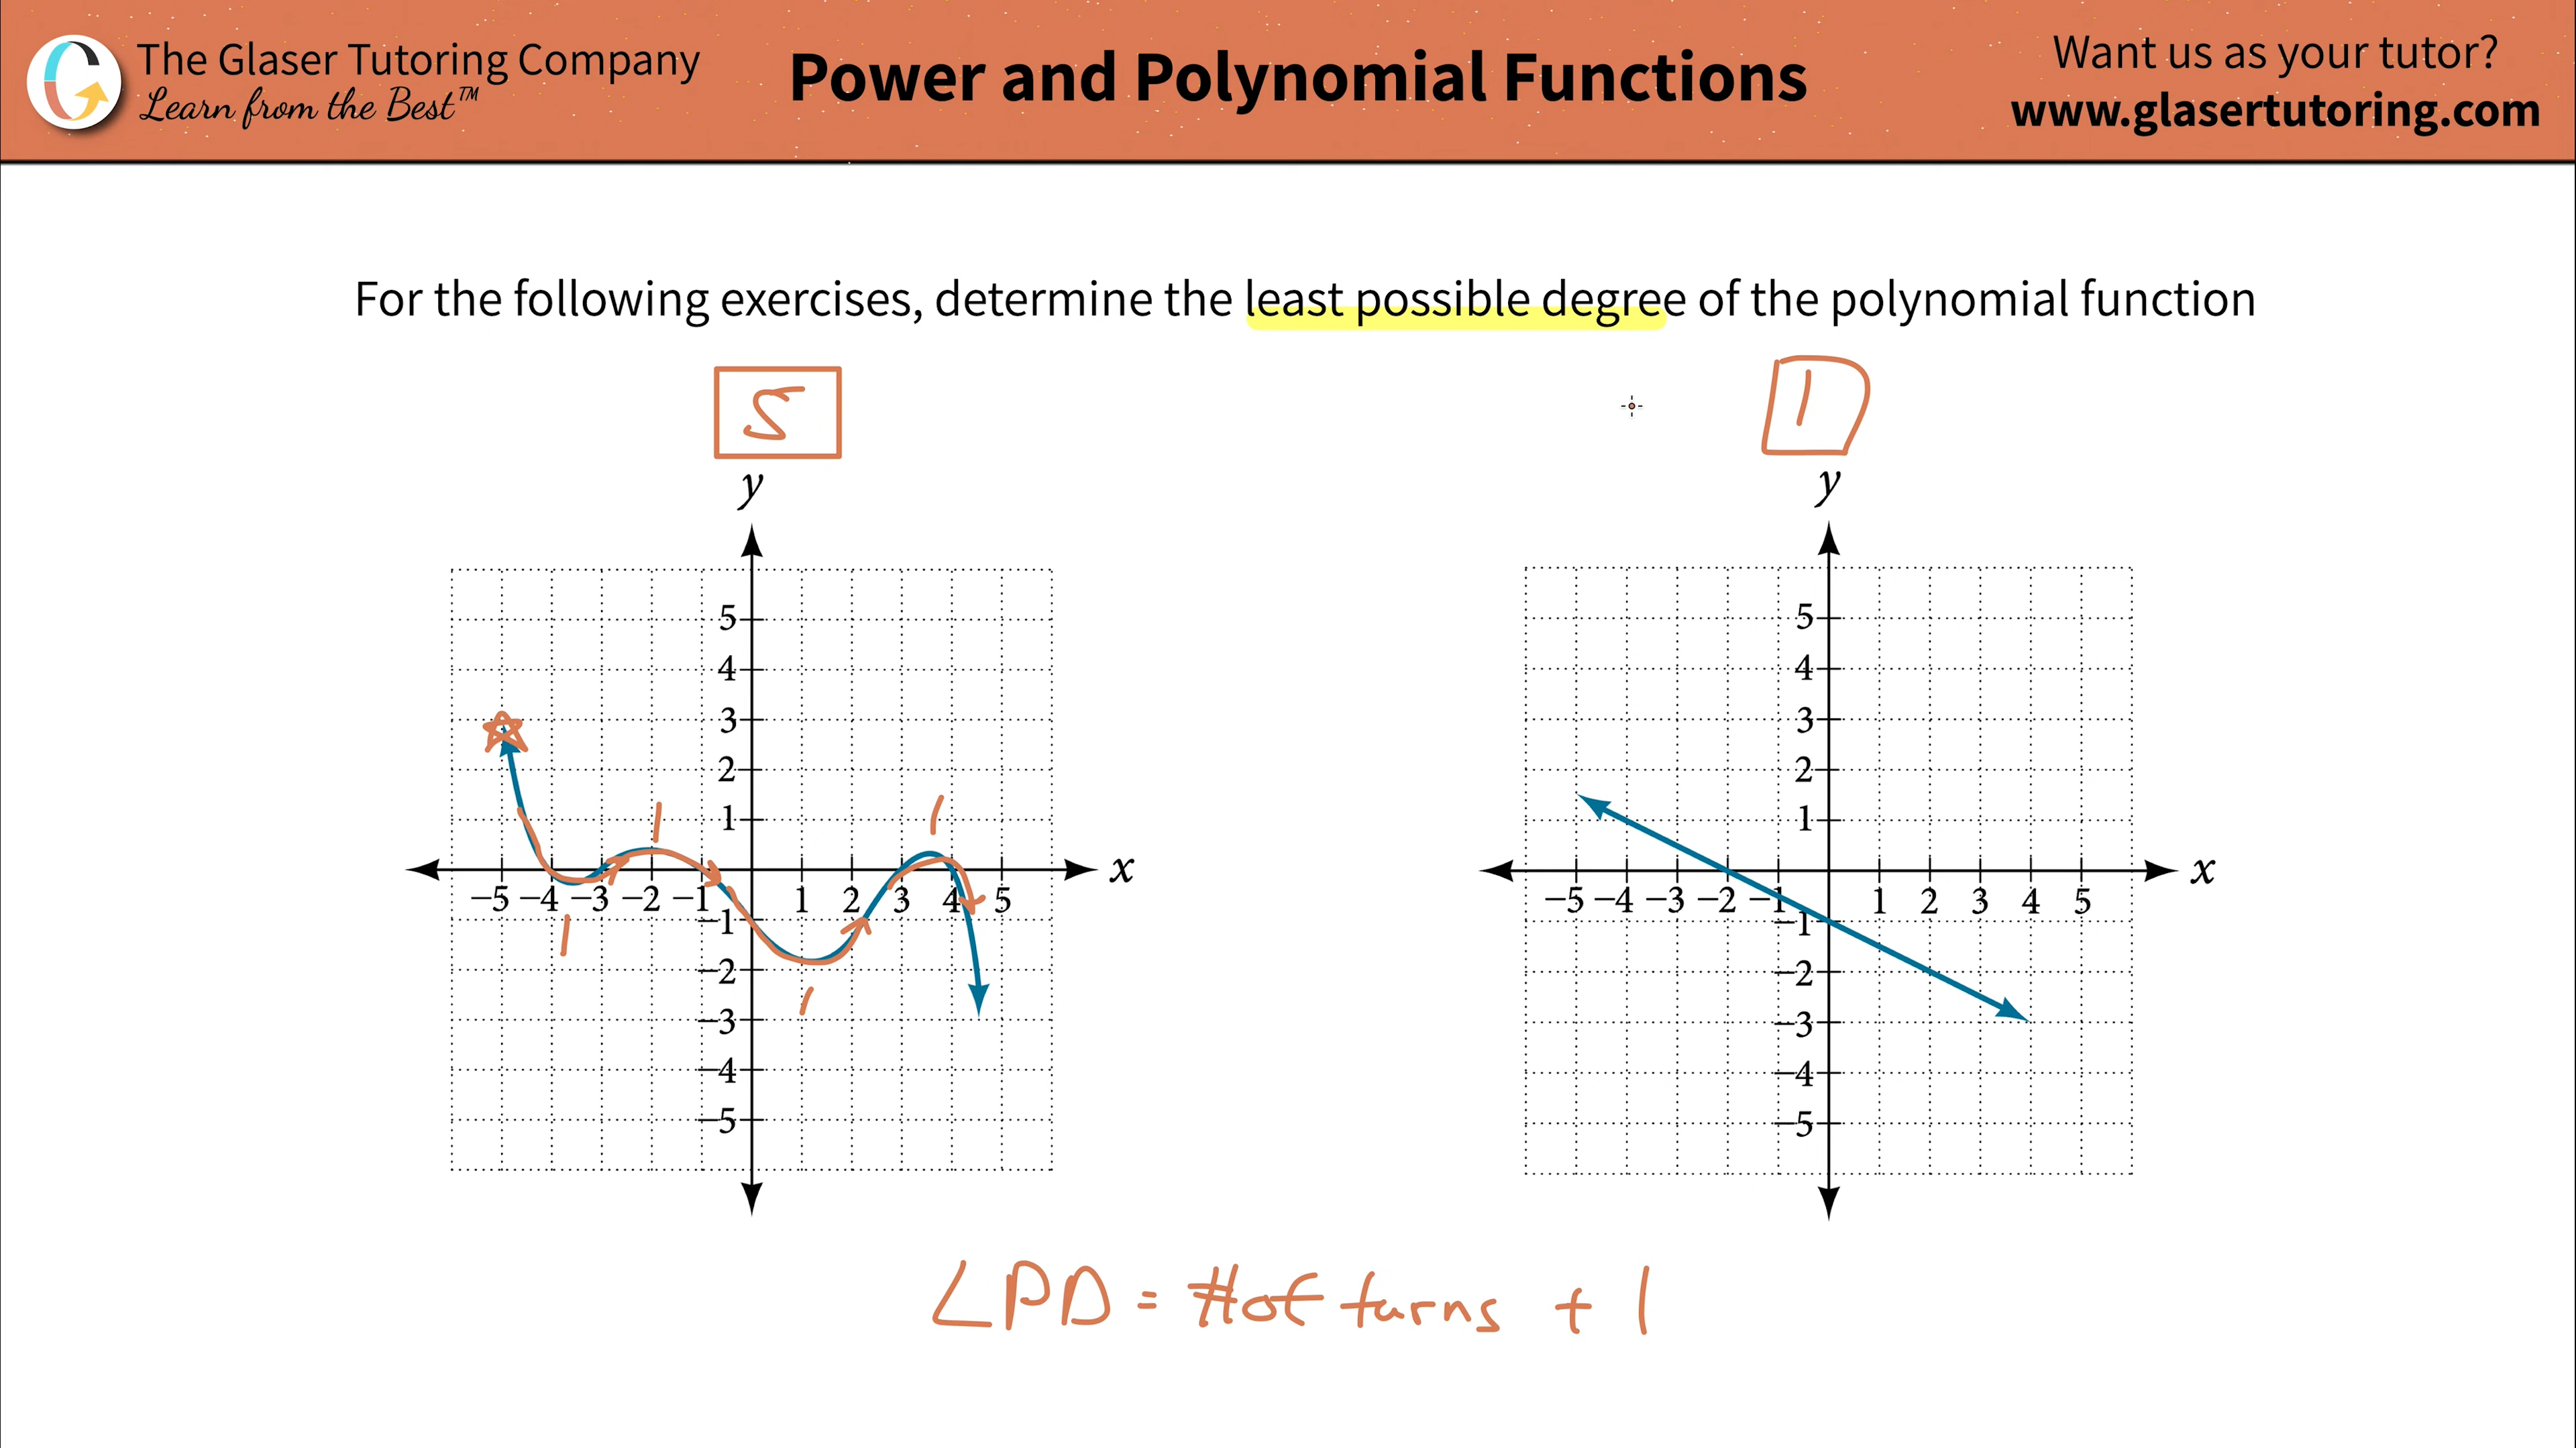 The Glaser Tutoring Company
Learn from the Best™
Power and Polynomial Functions
Want us as your tutor?
www.glasertutoring.com
For the following exercises, determine the least possible degree of the polynomial function
5
1
y
y
5
4
3
2
1
−5 −4 −3 −2 −1 1 2 3 4 5 x
−1
−2
−3
−4
−5
5
4
3
2
1
−5 −4 −3 −2 −1 1 2 3 4 5 x
−1
−2
−3
−4
−5
1
1
1
1
LPD = # of turns + 1